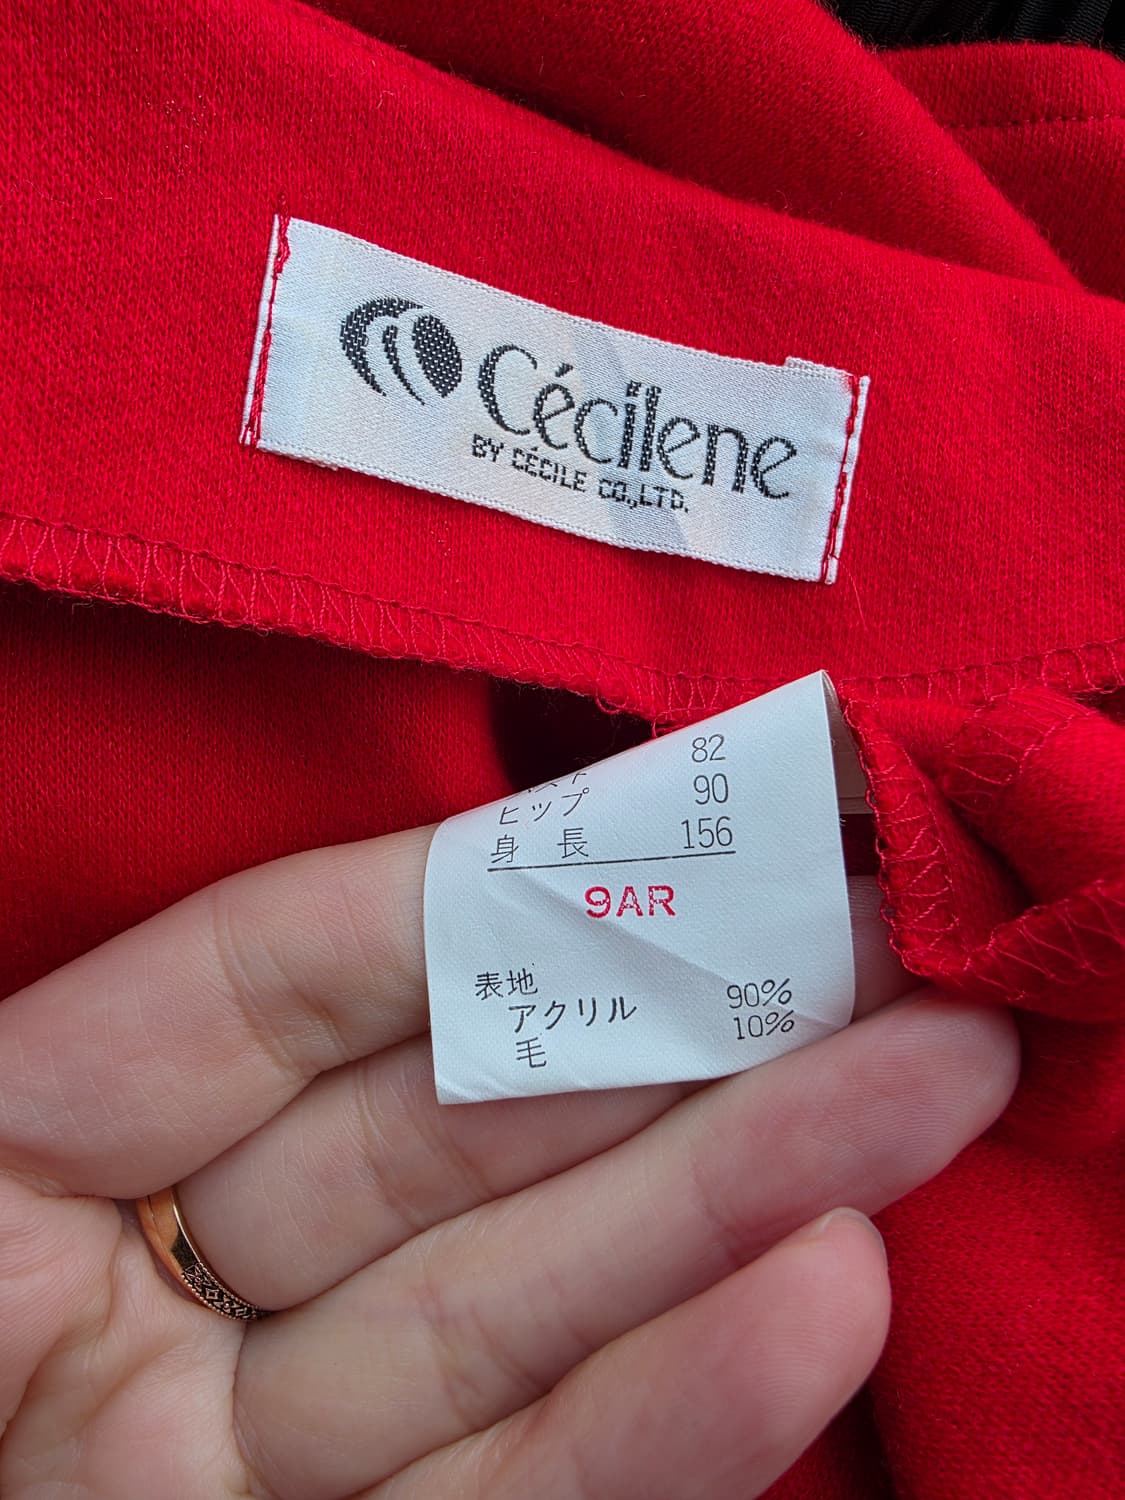 Cécilene
BY CÉCILE CO.,LTD.
82
ヒップ 90
身 長 156
9AR
表地
アクリル 90%
毛 10%